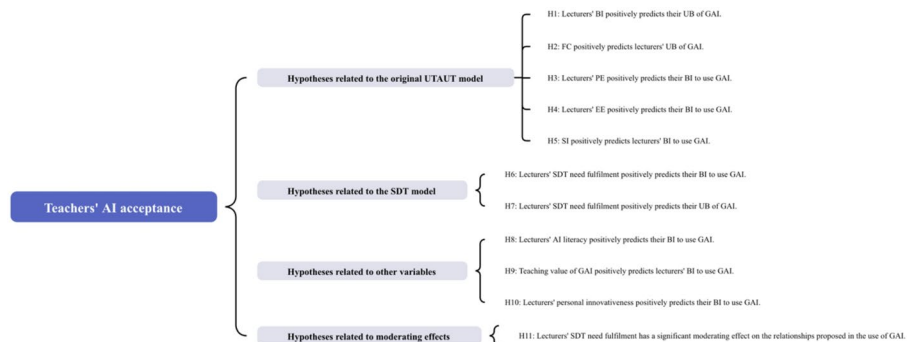 Teachers' AI acceptance
Hypotheses related to the original UTAUT model
H1: Lecturers' BI positively predicts their UB of GAI.
H2: FC positively predicts lecturers' UB of GAI.
H3: Lecturers' PE positively predicts their BI to use GAI.
H4: Lecturers' EE positively predicts their BI to use GAI.
H5: SI positively predicts lecturers' BI to use GAI.
Hypotheses related to the SDT model
H6: Lecturers' SDT need fulfilment positively predicts their BI to use GAI.
H7: Lecturers' SDT need fulfilment positively predicts their UB of GAI.
Hypotheses related to other variables
H8: Lecturers' AI literacy positively predicts their BI to use GAI.
H9: Teaching value of GAI positively predicts lecturers' BI to use GAI.
H10: Lecturers' personal innovativeness positively predicts their BI to use GAI.
Hypotheses related to moderating effects
H11: Lecturers' SDT need fulfilment has a significant moderating effect on the relationships proposed in the use of GAI.